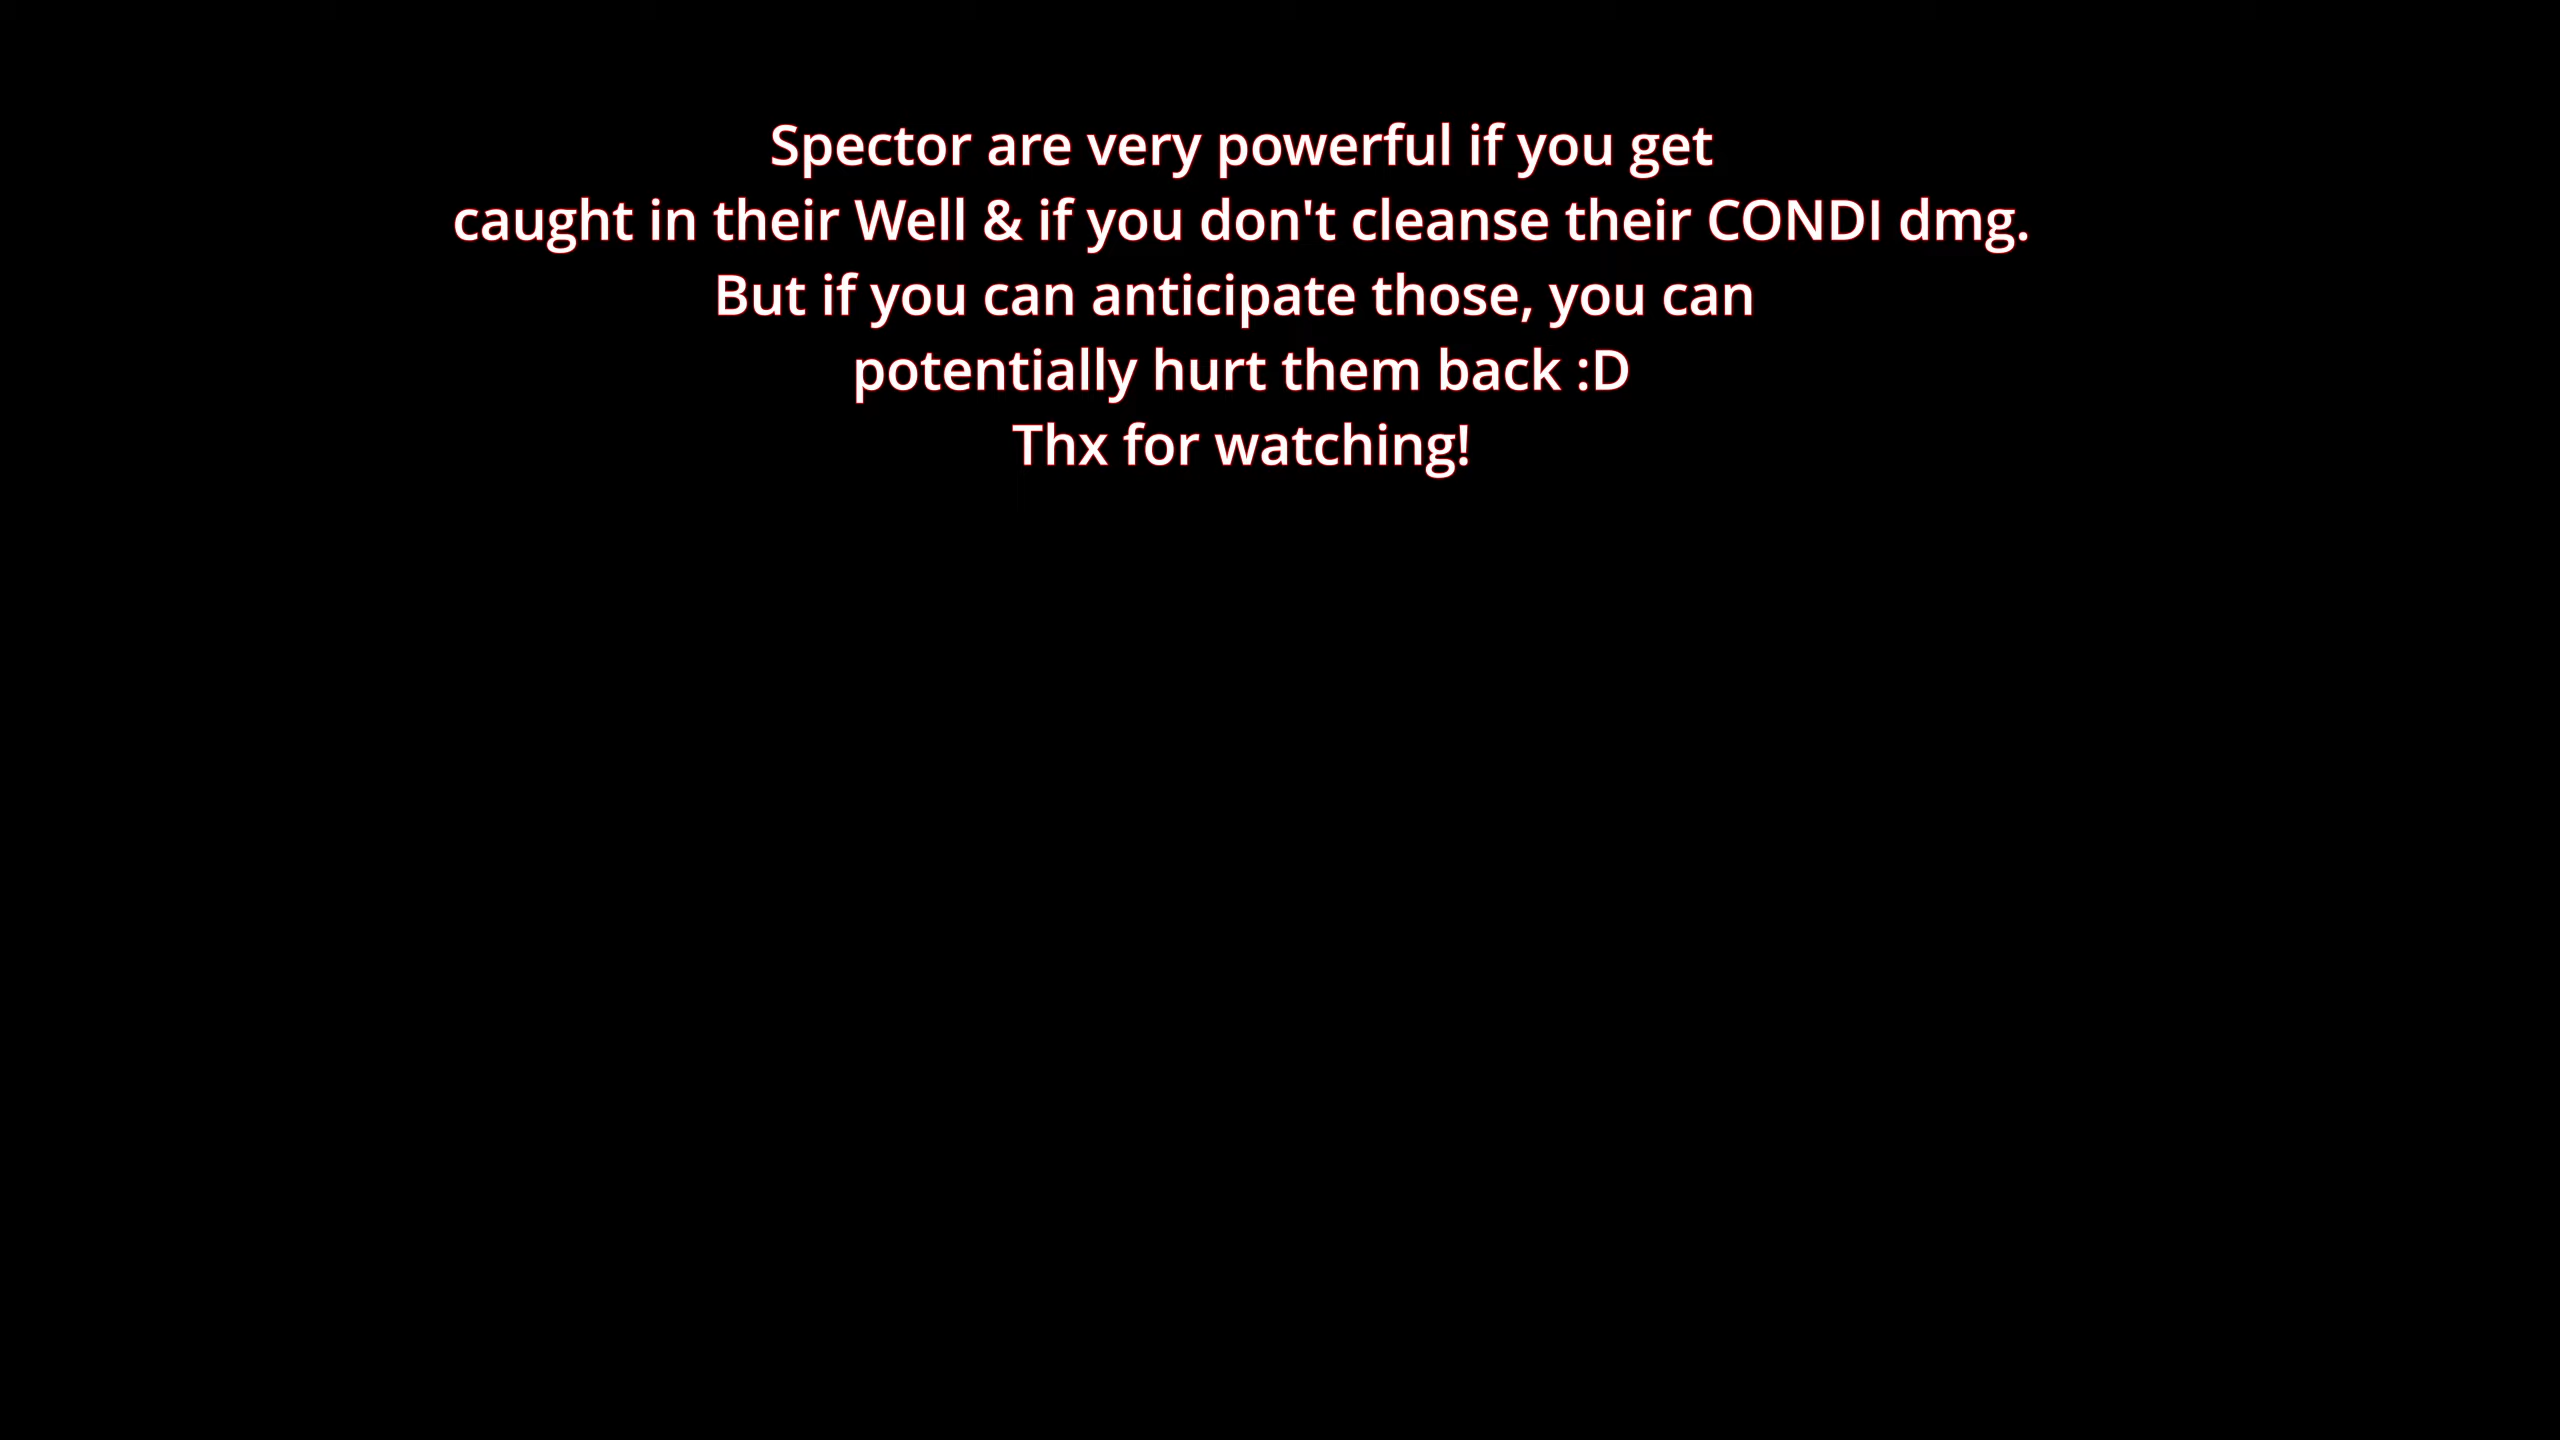 Spector are very powerful if you get
caught in their Well & if you don't cleanse their CONDI dmg.
But if you can anticipate those, you can
potentially hurt them back :D
Thx for watching!